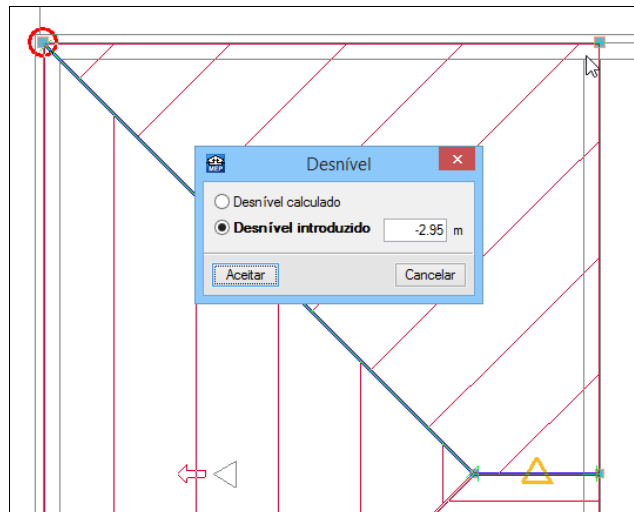 MEP
Desnível
Desnível calculado
Desnível introduzido -2.95 m
Aceitar Cancelar